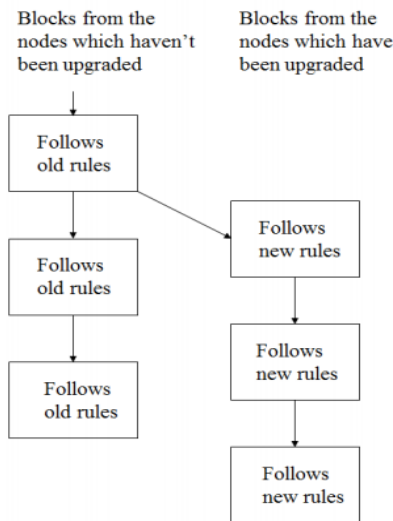 Blocks from the
nodes which haven't
been upgraded
Blocks from the
nodes which have
been upgraded
Follows
old rules
Follows
new rules
Follows
old rules
Follows
new rules
Follows
old rules
Follows
new rules